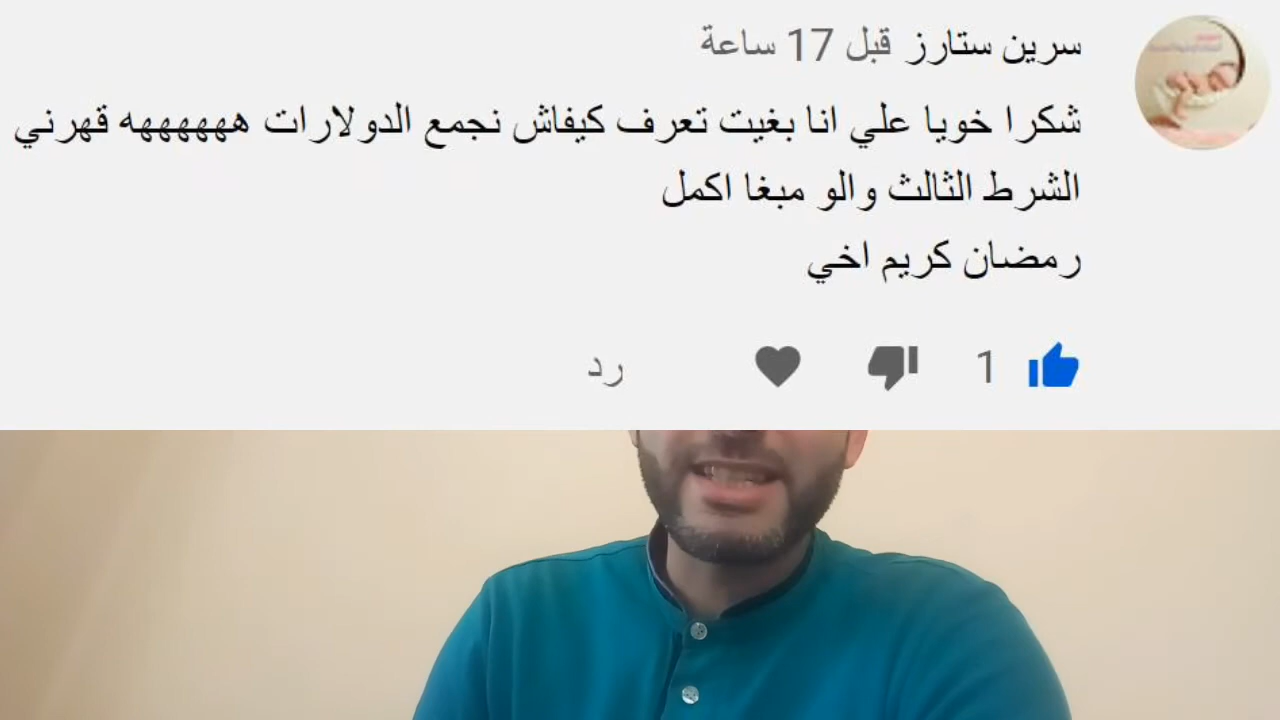 سرين ستارز قبل 17 ساعة
شكرا خويا علي انا بغيت تعرف كيفاش نجمع الدولارات ههههههه قهرني
الشرط الثالث والو مبغا اكمل
رمضان كريم اخي
1 رد